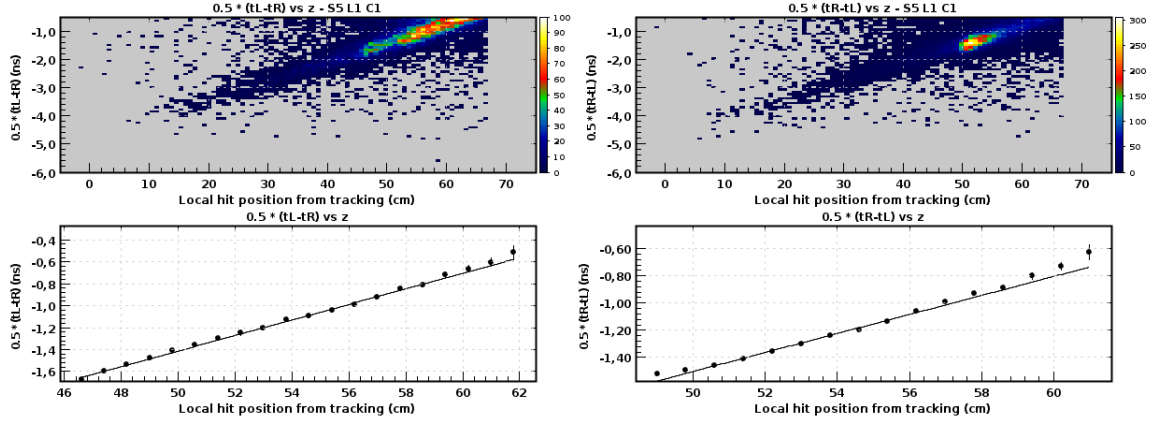 0.5 * (tL-tR) vs z - S5 L1 C1
0.5 * (tL-tR) (ns)
-1,0
-2,0
-3,0
-4,0
-5,0
-6,0
0 10 20 30 40 50 60 70
Local hit position from tracking (cm)
100
90
80
70
60
50
40
30
20
10
0
0.5 * (tR-tL) vs z - S5 L1 C1
0.5 * (tR-tL) (ns)
-1,0
-2,0
-3,0
-4,0
-5,0
-6,0
0 10 20 30 40 50 60 70
Local hit position from tracking (cm)
300
250
200
150
100
50
0
0.5 * (tL-tR) vs z
0.5 * (tL-tR) (ns)
-0,4
-0,6
-0,8
-1,0
-1,2
-1,4
-1,6
46 48 50 52 54 56 58 60 62
Local hit position from tracking (cm)
0.5 * (tR-tL) vs z
0.5 * (tR-tL) (ns)
-0,60
-0,80
-1,00
-1,20
-1,40
50 52 54 56 58 60
Local hit position from tracking (cm)